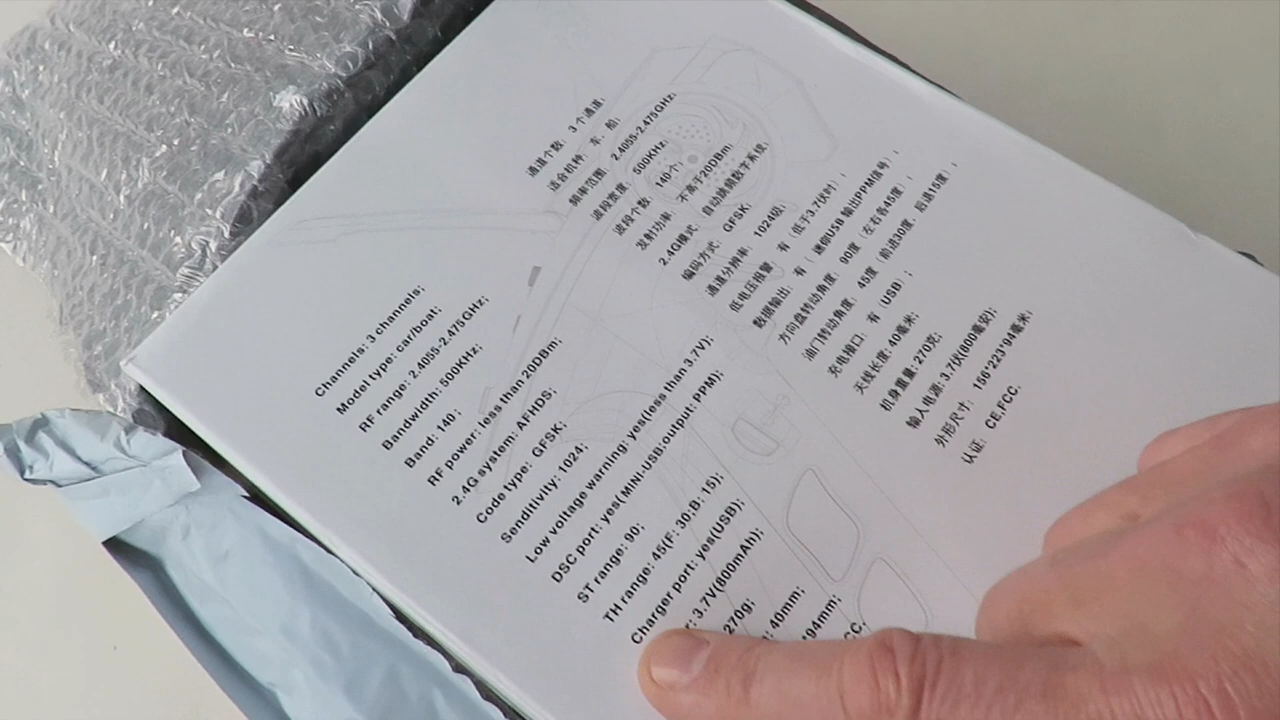 Channels: 3 channels;
Model type: car/boat;
RF range: 2.4055-2.475GHz;
Bandwidth: 500KHz;
Band: 140;
RF power: less than 20DBm;
2.4G system: AFHDS;
Code type: GFSK;
Senditivity: 1024;
Low voltage warning: yes(less than 3.7V);
DSC port: yes(MINI-USB;output: PPM);
ST range: 90;
TH range: 45(F: 30;B: 15);
Charger port: yes(USB);
3.7V(800mAh);
270g;
40mm;
*94mm;
通道个数: 3个通道;
适合机种: 车、船;
频率范围: 2.4055-2.475GHz;
波段宽度: 500KHz;
波段个数: 140个;
发射功率: 不高于20DBm;
2.4G模式: 自动跳频数字系统;
编码方式: GFSK;
通道分辨率: 1024级;
低电压报警: 有 (低于3.7伏时);
数据输出: 有 (迷你USB 输出PPM信号);
方向盘转动角度: 90度 (左右各45度);
油门转动角度: 45度 (前进30度, 后退15度);
充电接口: 有 (USB);
天线长度: 40毫米;
机身重量: 270克;
输入电源: 3.7伏(800毫安);
外形尺寸: 156*223*94毫米;
认证: CE,FCC.